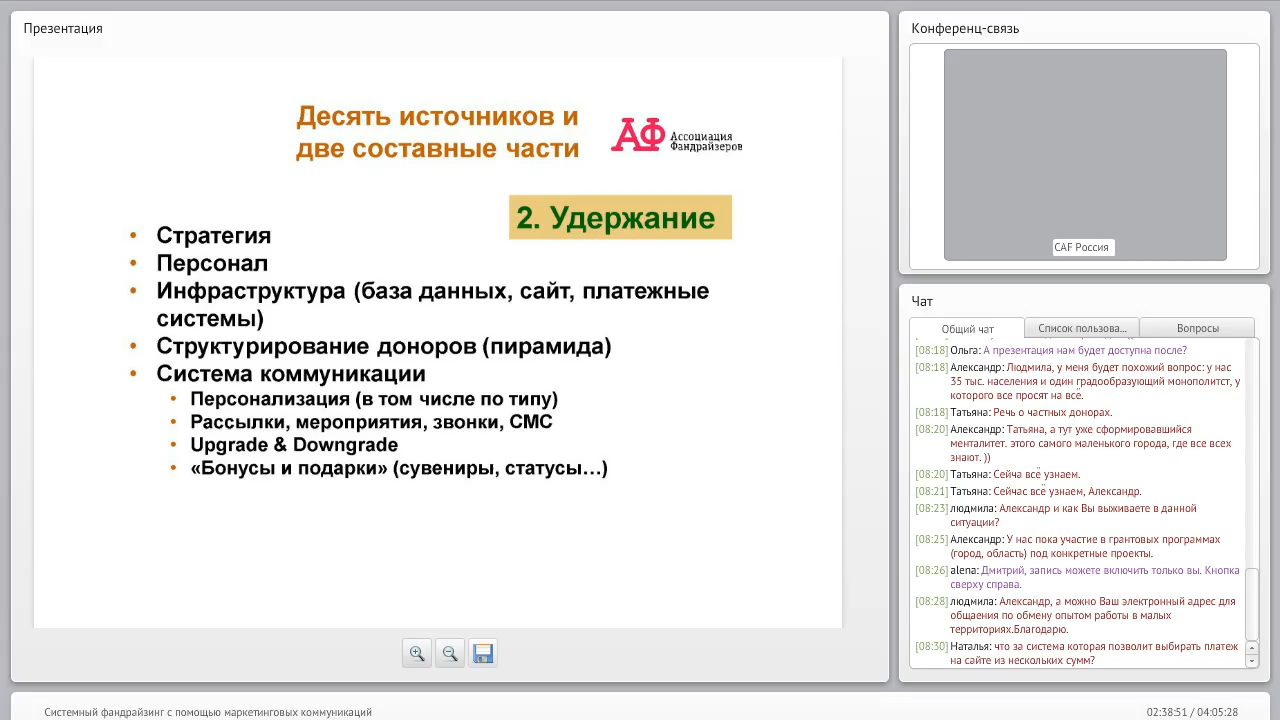 Презентация
Десять источников и
две составные части
АФ Ассоциация
Фандрайзеров
2. Удержание
• Стратегия
• Персонал
• Инфраструктура (база данных, сайт, платежные
системы)
• Структурирование доноров (пирамида)
• Система коммуникации
• Персонализация (в том числе по типу)
• Рассылки, мероприятия, звонки, СМС
• Upgrade & Downgrade
• «Бонусы и подарки» (сувениры, статусы…)
Конференц-связь
CAF Россия
Чат
Общий чат
Список пользова...
Вопросы
[08:18] Ольга: А презентация нам будет доступна после?
[08:18] Александр: Людмила, у меня будет похожий вопрос: у нас
35 тыс. населения и один градообразующий монополитст, у
которого все просят на всё.
[08:18] Татьяна: Речь о частных донорах.
[08:20] Александр: Татьяна, а тут уже сформировавшийся
менталитет. этого самого маленького города, где все всех
знают. ))
[08:20] Татьяна: Сейча всё узнаем.
[08:21] Татьяна: Сейчас всё узнаем, Александр.
[08:23] людмила: Александр и как Вы выживаете в данной
ситуации?
[08:25] Александр: У нас пока участие в грантовых программах
(город, область) под конкретные проекты.
[08:26] alena: Дмитрий, запись можете включить только вы. Кнопка
сверху справа.
[08:28] людмила: Александр, а можно Ваш электронный адрес для
общаения по обмену опытом работы в малых
территориях.Благодарю.
[08:30] Наталья: что за система которая позволит выбирать платеж
на сайте из нескольких сумм?
Системный фандрайзинг с помощью маркетинговых коммуникаций
02:38:51 / 04:05:28